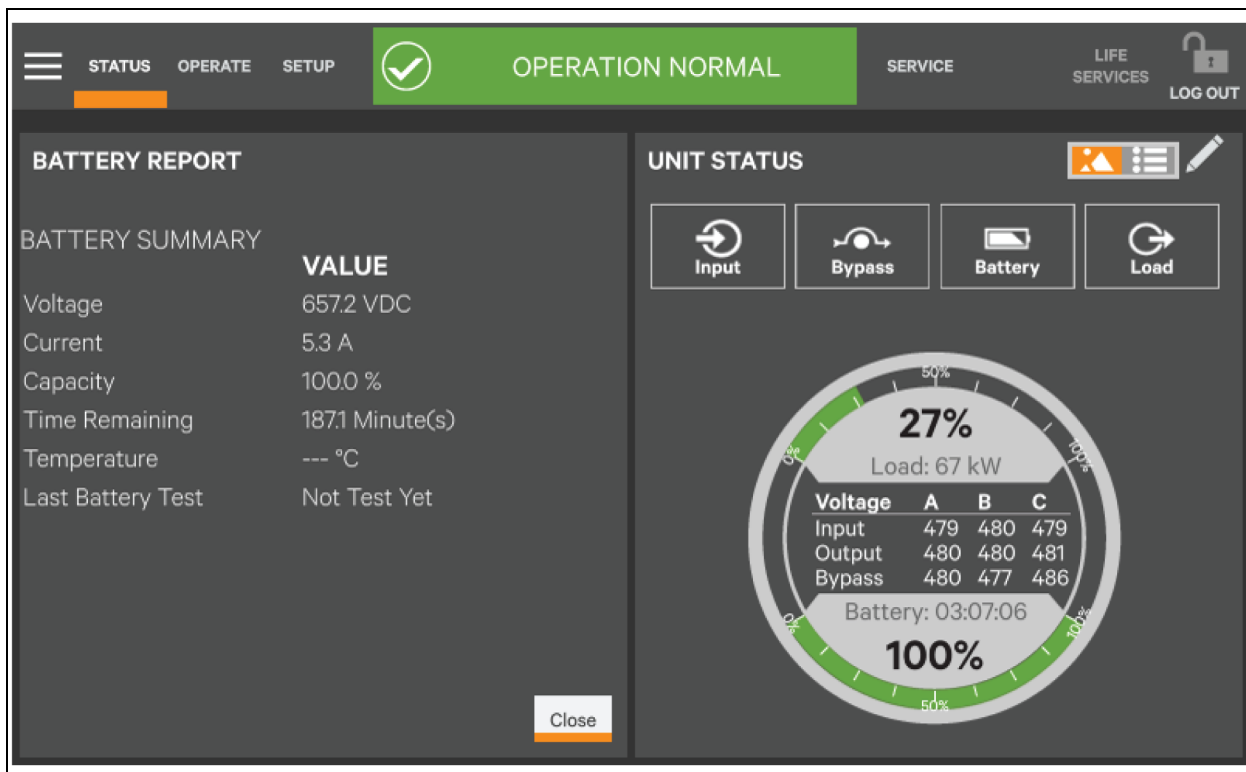 STATUS OPERATE SETUP OPERATION NORMAL SERVICE LIFE SERVICES LOG OUT
BATTERY REPORT
BATTERY SUMMARY
VALUE
Voltage 657.2 VDC
Current 5.3 A
Capacity 100.0 %
Time Remaining 187.1 Minute(s)
Temperature --- °C
Last Battery Test Not Test Yet
Close
UNIT STATUS
Input Bypass Battery Load
50%
0%
100%
27%
Load: 67 kW
Voltage A B C
Input 479 480 479
Output 480 480 481
Bypass 480 477 486
Battery: 03:07:06
0%
100%
100%
50%